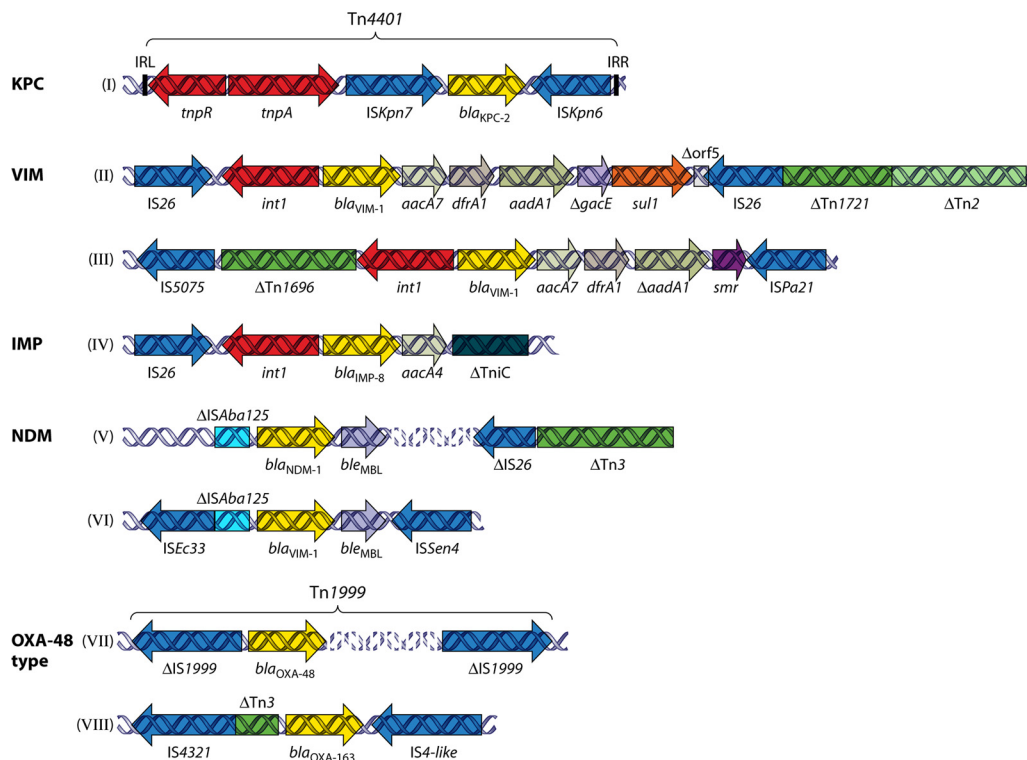 Tn4401
IRL IRR
KPC (I)
tnpR tnpA ISKpn7 blaKPC-2 ISKpn6
Δorf5
VIM (II)
IS26 int1 blaVIM-1 aacA7 dfrA1 aadA1 ΔgacE sul1 IS26 ΔTn1721 ΔTn2
(III)
IS5075 ΔTn1696 int1 blaVIM-1 aacA7 dfrA1 ΔaadA1 smr ISPa21
IMP (IV)
IS26 int1 blaIMP-8 aacA4 ΔTniC
ΔISAba125
NDM (V)
blaNDM-1 bleMBL ΔIS26 ΔTn3
ΔISAba125
(VI)
ISEc33 blaVIM-1 bleMBL ISSen4
Tn1999
OXA-48 (VII)
type
ΔIS1999 blaOXA-48 ΔIS1999
ΔTn3
(VIII)
IS4321 blaOXA-163 IS4-like